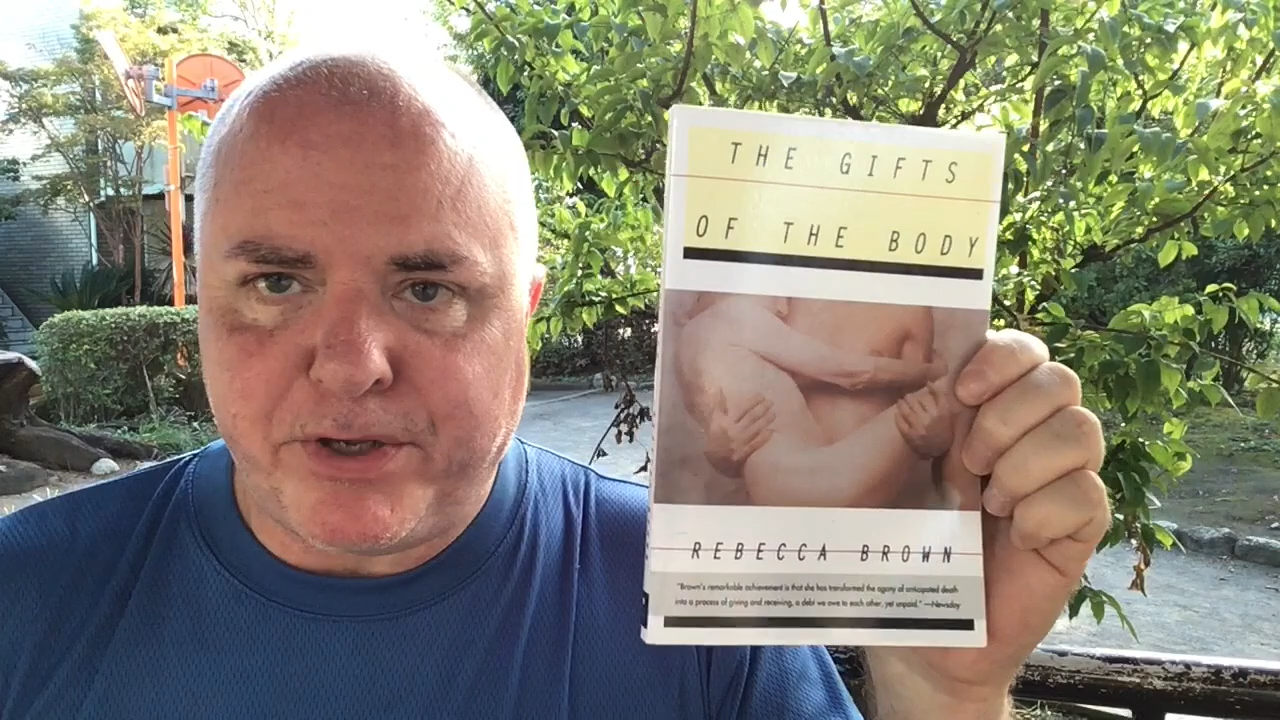 THE GIFTS
OF THE BODY
REBECCA BROWN
"Brown's remarkable achievement is that she has transformed the agony of anticipated death
into a process of giving and receiving, a debt we owe to each other, yet unpaid." —Newsday